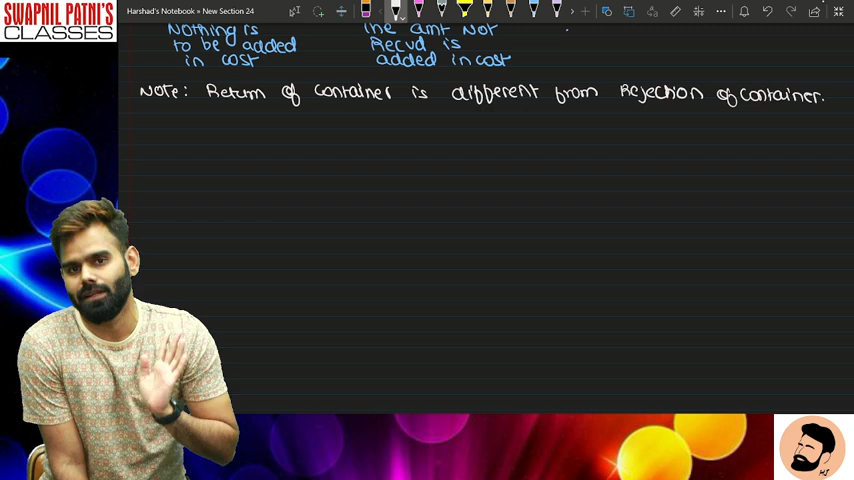 SWAPNIL PATNI'S
CLASSES
Harshad's Notebook » New Section 24
Nothing is
to be added
in cost
The amt Not
Recvd is
added in cost
Note: Return of container is different from Rejection of container.
HJ